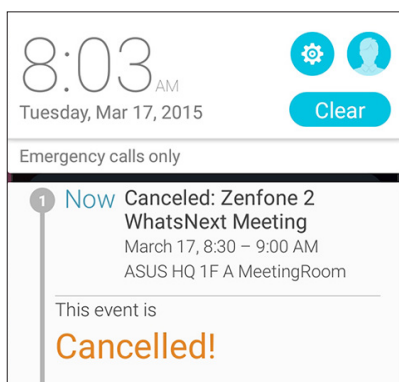 8:03 AM
Tuesday, Mar 17, 2015
Clear
Emergency calls only
1 Now Canceled: Zenfone 2
WhatsNext Meeting
March 17, 8:30 – 9:00 AM
ASUS HQ 1F A MeetingRoom
This event is
Cancelled!